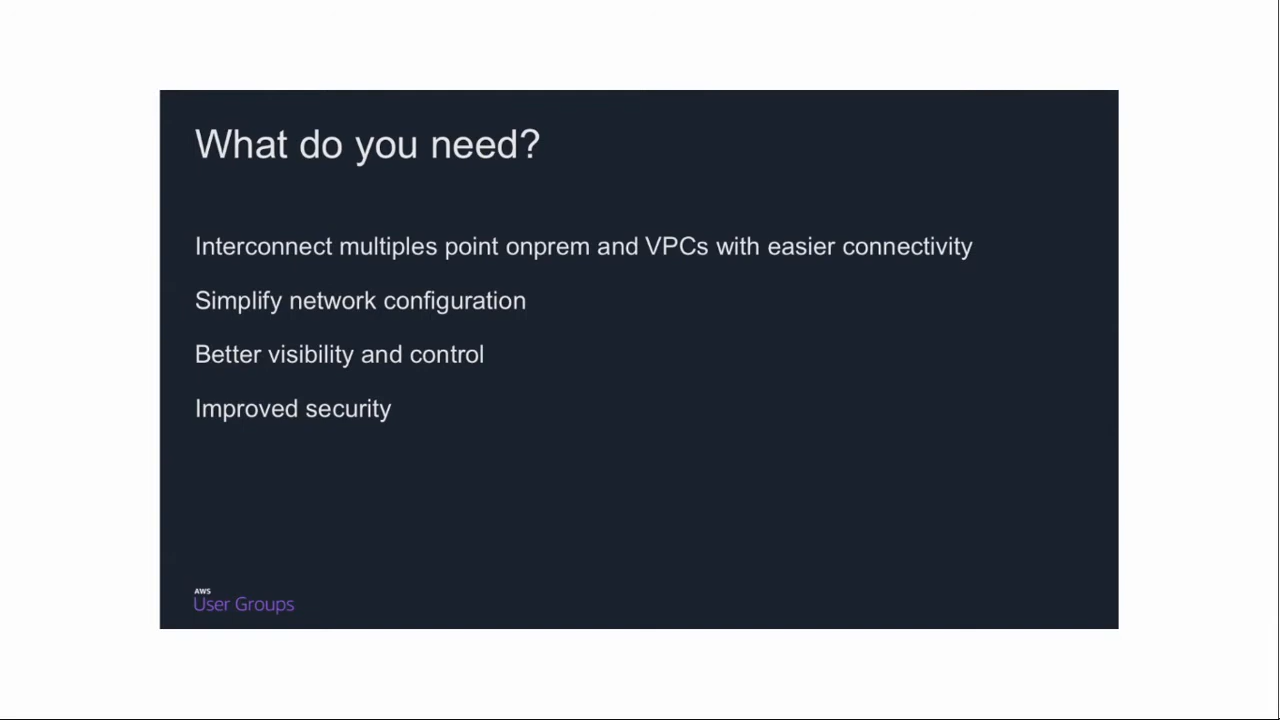 What do you need?
Interconnect multiples point onprem and VPCs with easier connectivity
Simplify network configuration
Better visibility and control
Improved security
AWS
User Groups